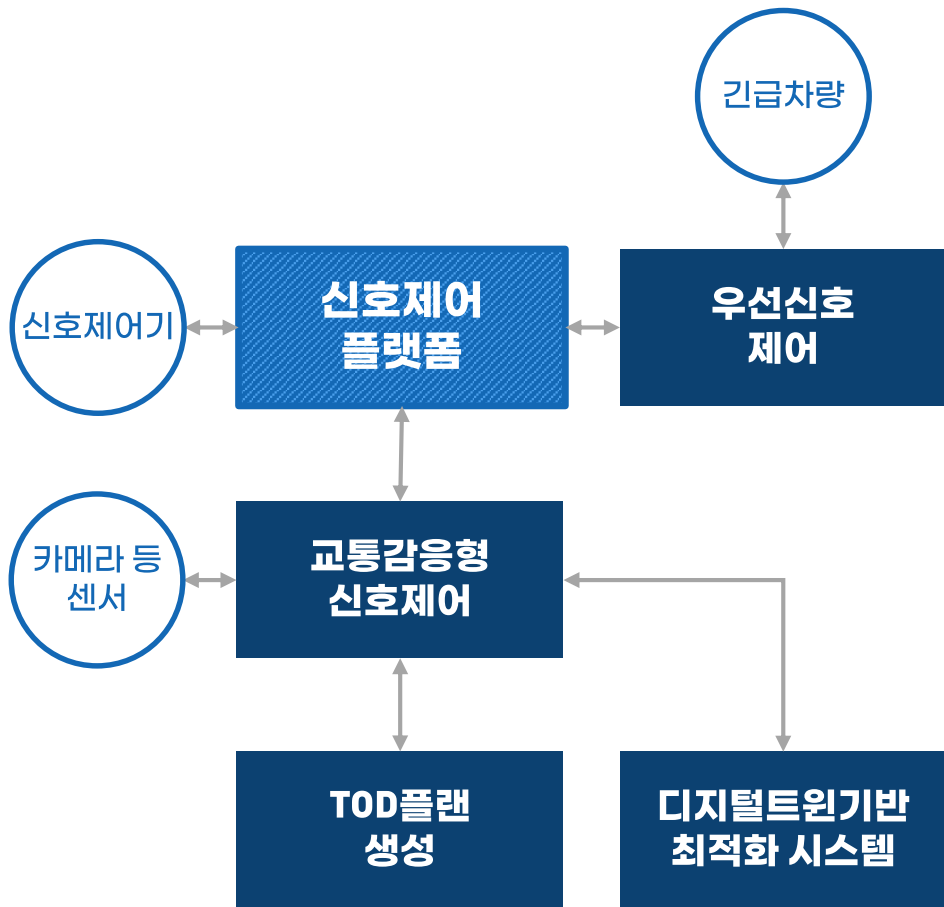 긴급차량
신호제어기
신호제어
플랫폼
우선신호
제어
카메라 등
센서
교통감응형
신호제어
TOD플랜
생성
디지털트윈기반
최적화 시스템